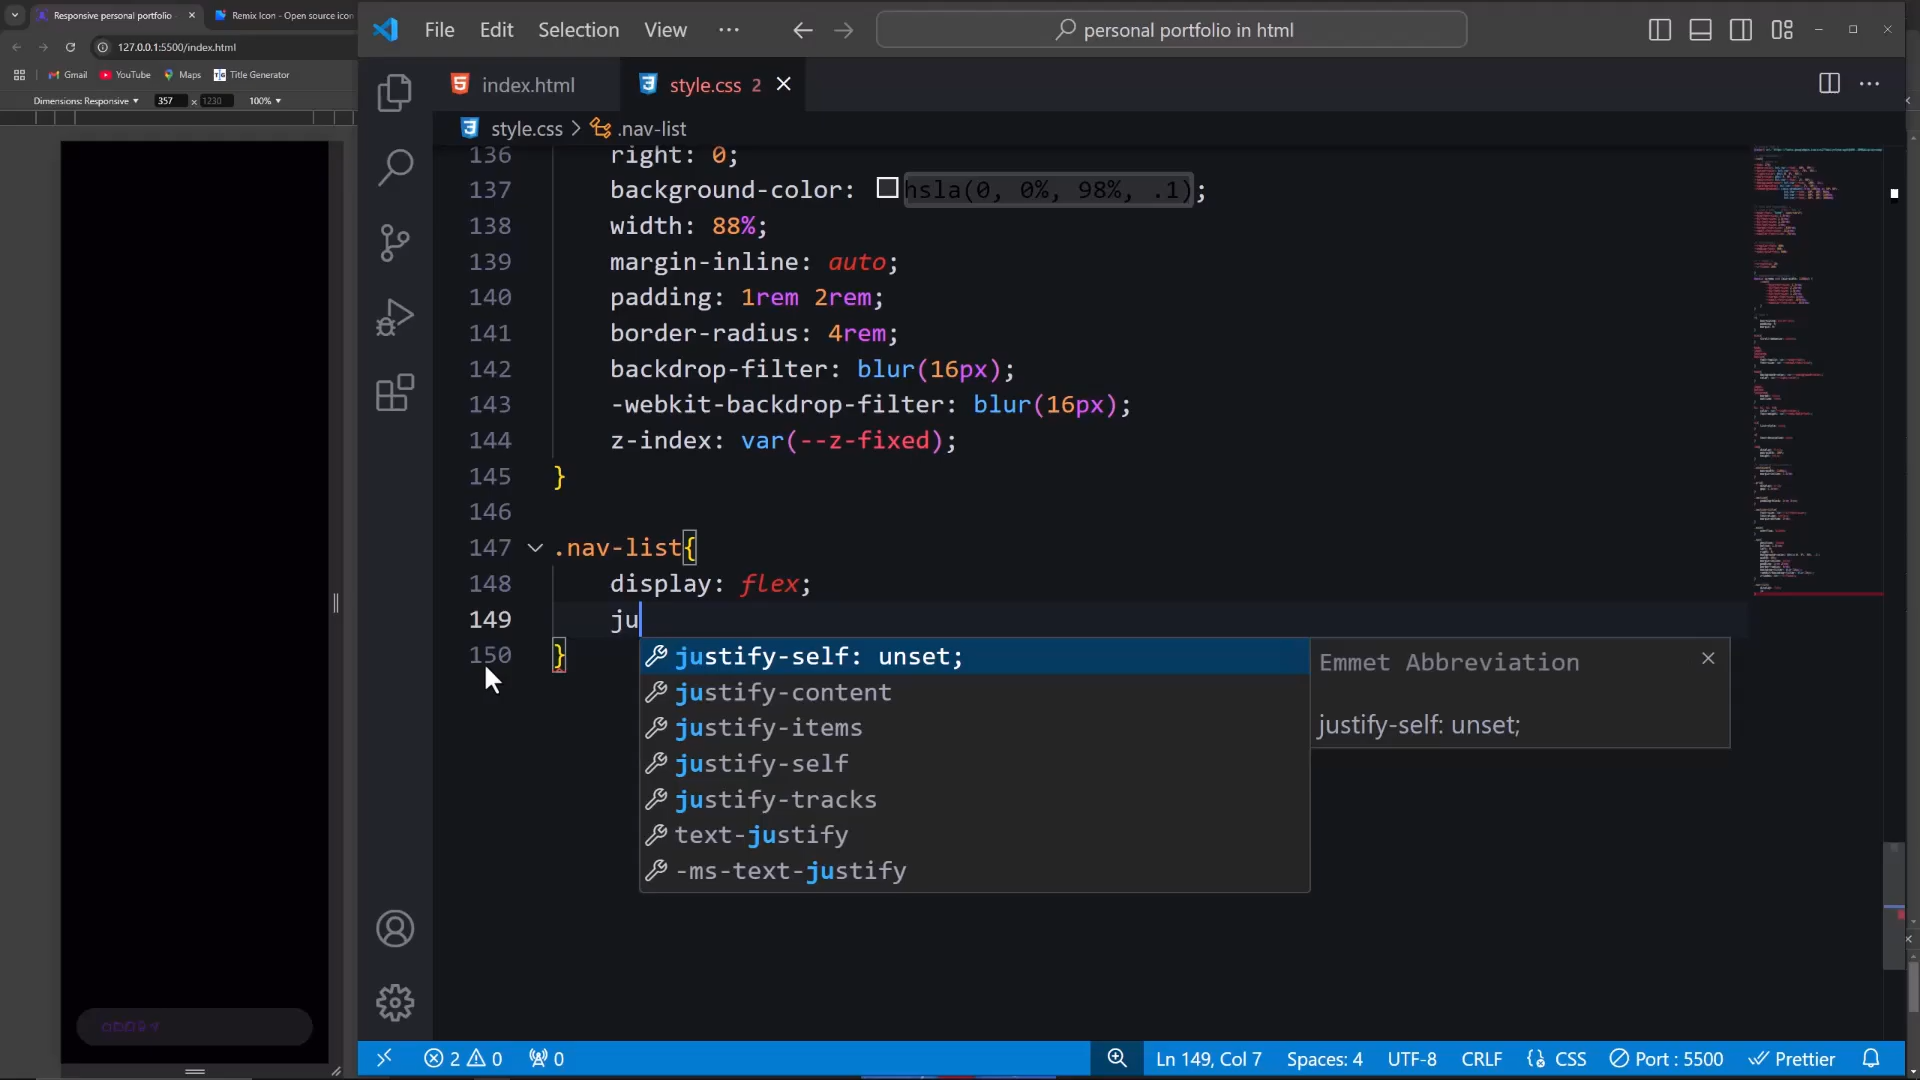 Responsive personal portfolio
Remix Icon - Open source icon
127.0.0.1:5500/index.html
Gmail YouTube Maps Title Generator
Dimensions: Responsive 357 x 1230 100%
File Edit Selection View ...
personal portfolio in html
index.html
style.css 2
style.css > .nav-list
136 right: 0;
137 background-color: hsla(0, 0%, 98%, .1);
138 width: 88%;
139 margin-inline: auto;
140 padding: 1rem 2rem;
141 border-radius: 4rem;
142 backdrop-filter: blur(16px);
143 -webkit-backdrop-filter: blur(16px);
144 z-index: var(--z-fixed);
145 }
146
147 .nav-list{
148 display: flex;
149 ju
150 }
justify-self: unset;
justify-content
justify-items
justify-self
justify-tracks
text-justify
-ms-text-justify
Emmet Abbreviation
justify-self: unset;
2 0 0
Ln 149, Col 7 Spaces: 4 UTF-8 CRLF CSS Port : 5500 Prettier